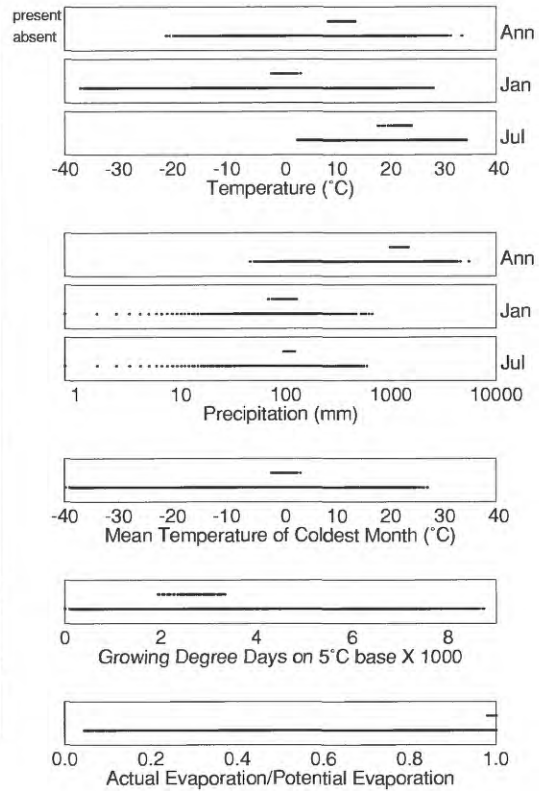 present
absent
Ann
Jan
Jul
-40 -30 -20 -10 0 10 20 30 40
Temperature (˚C)
Ann
Jan
Jul
1 10 100 1000 10000
Precipitation (mm)
-40 -30 -20 -10 0 10 20 30 40
Mean Temperature of Coldest Month (˚C)
0 2 4 6 8
Growing Degree Days on 5˚C base X 1000
0.0 0.2 0.4 0.6 0.8 1.0
Actual Evaporation/Potential Evaporation